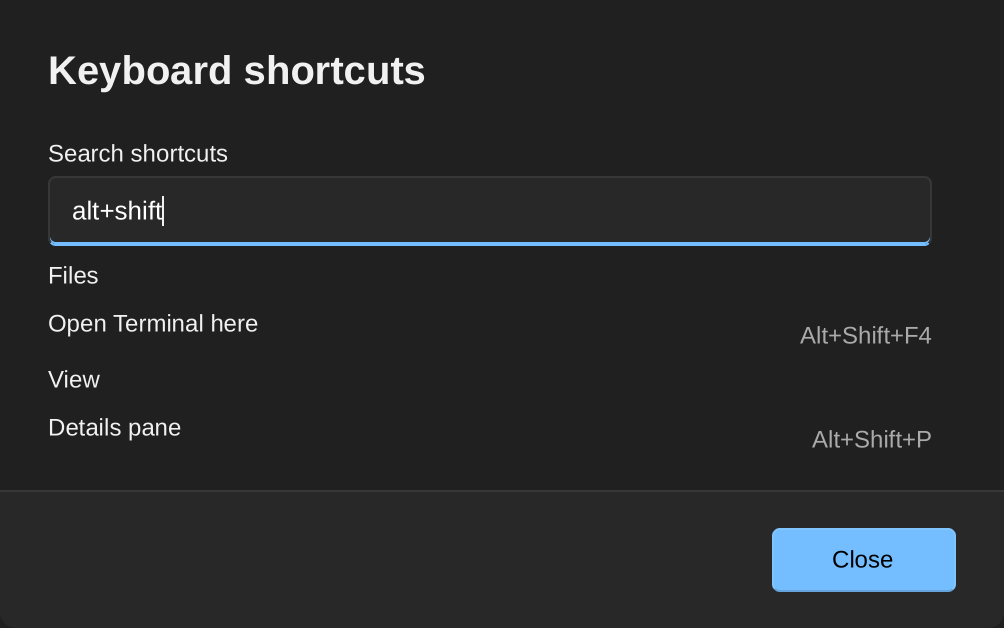 Keyboard shortcuts
Search shortcuts
alt+shift
Files
Open Terminal here
Alt+Shift+F4
View
Details pane
Alt+Shift+P
Close